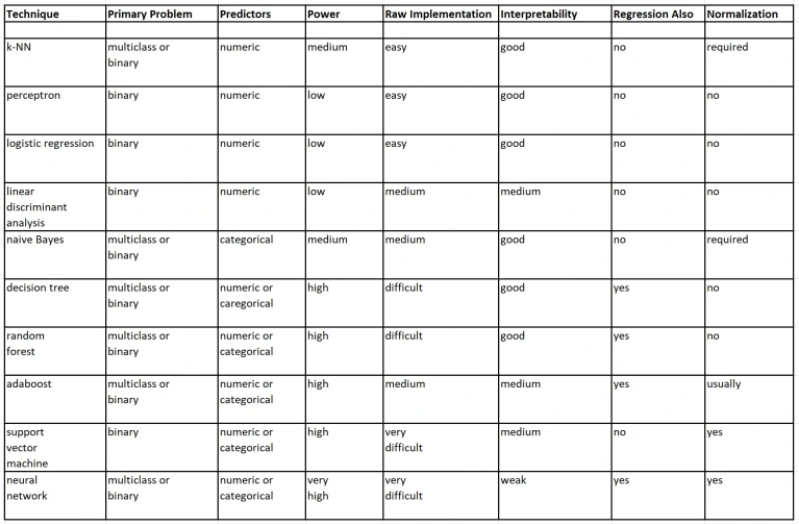 Technique Primary Problem Predictors Power Raw Implementation Interpretability Regression Also Normalization
k-NN multiclass or numeric medium easy good no required
binary
perceptron binary numeric low easy good no no
logistic regression binary numeric low easy good no no
linear binary numeric low medium medium no no
discriminant
analysis
naive Bayes multiclass or categorical medium medium good no required
binary
decision tree multiclass or numeric or high difficult good yes no
binary caregorical
random multiclass or numeric or high difficult good yes no
forest binary categorical
adaboost multiclass or numeric or high medium medium yes usually
binary categorical
support binary numeric or high very medium no yes
vector categorical difficult
machine
neural multiclass or numeric or very very weak yes yes
network binary categorical high difficult